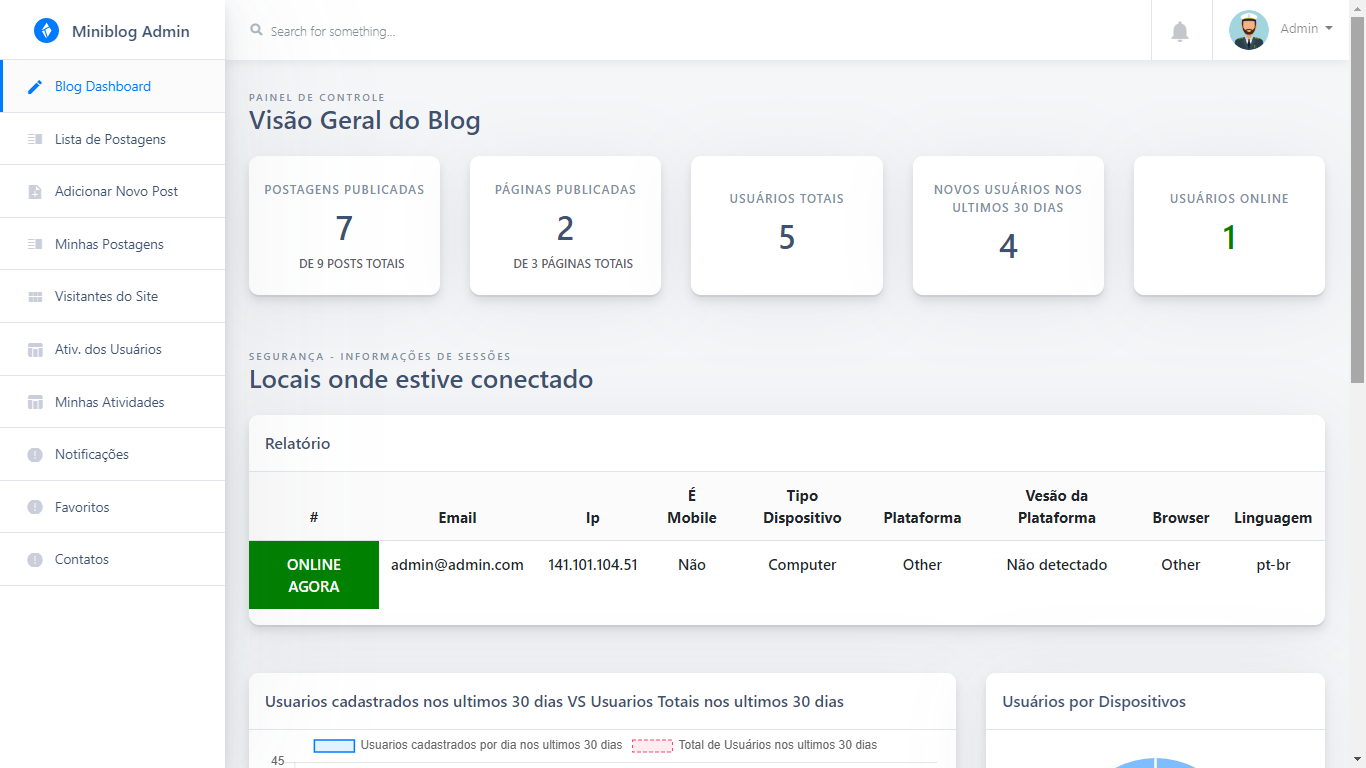 Miniblog Admin
Search for something...
Admin
Blog Dashboard
Lista de Postagens
Adicionar Novo Post
Minhas Postagens
Visitantes do Site
Ativ. dos Usuários
Minhas Atividades
Notificações
Favoritos
Contatos
PAINEL DE CONTROLE
Visão Geral do Blog
POSTAGENS PUBLICADAS
7
DE 9 POSTS TOTAIS
PÁGINAS PUBLICADAS
2
DE 3 PÁGINAS TOTAIS
USUÁRIOS TOTAIS
5
NOVOS USUÁRIOS NOS
ULTIMOS 30 DIAS
4
USUÁRIOS ONLINE
1
SEGURANÇA - INFORMAÇÕES DE SESSÕES
Locais onde estive conectado
Relatório
# Email Ip É Mobile Tipo Dispositivo Plataforma Vesão da Plataforma Browser Linguagem
ONLINE AGORA admin@admin.com 141.101.104.51 Não Computer Other Não detectado Other pt-br
Usuarios cadastrados nos ultimos 30 dias VS Usuarios Totais nos ultimos 30 dias
Usuarios cadastrados por dia nos ultimos 30 dias Total de Usuários nos ultimos 30 dias
45
Usuários por Dispositivos